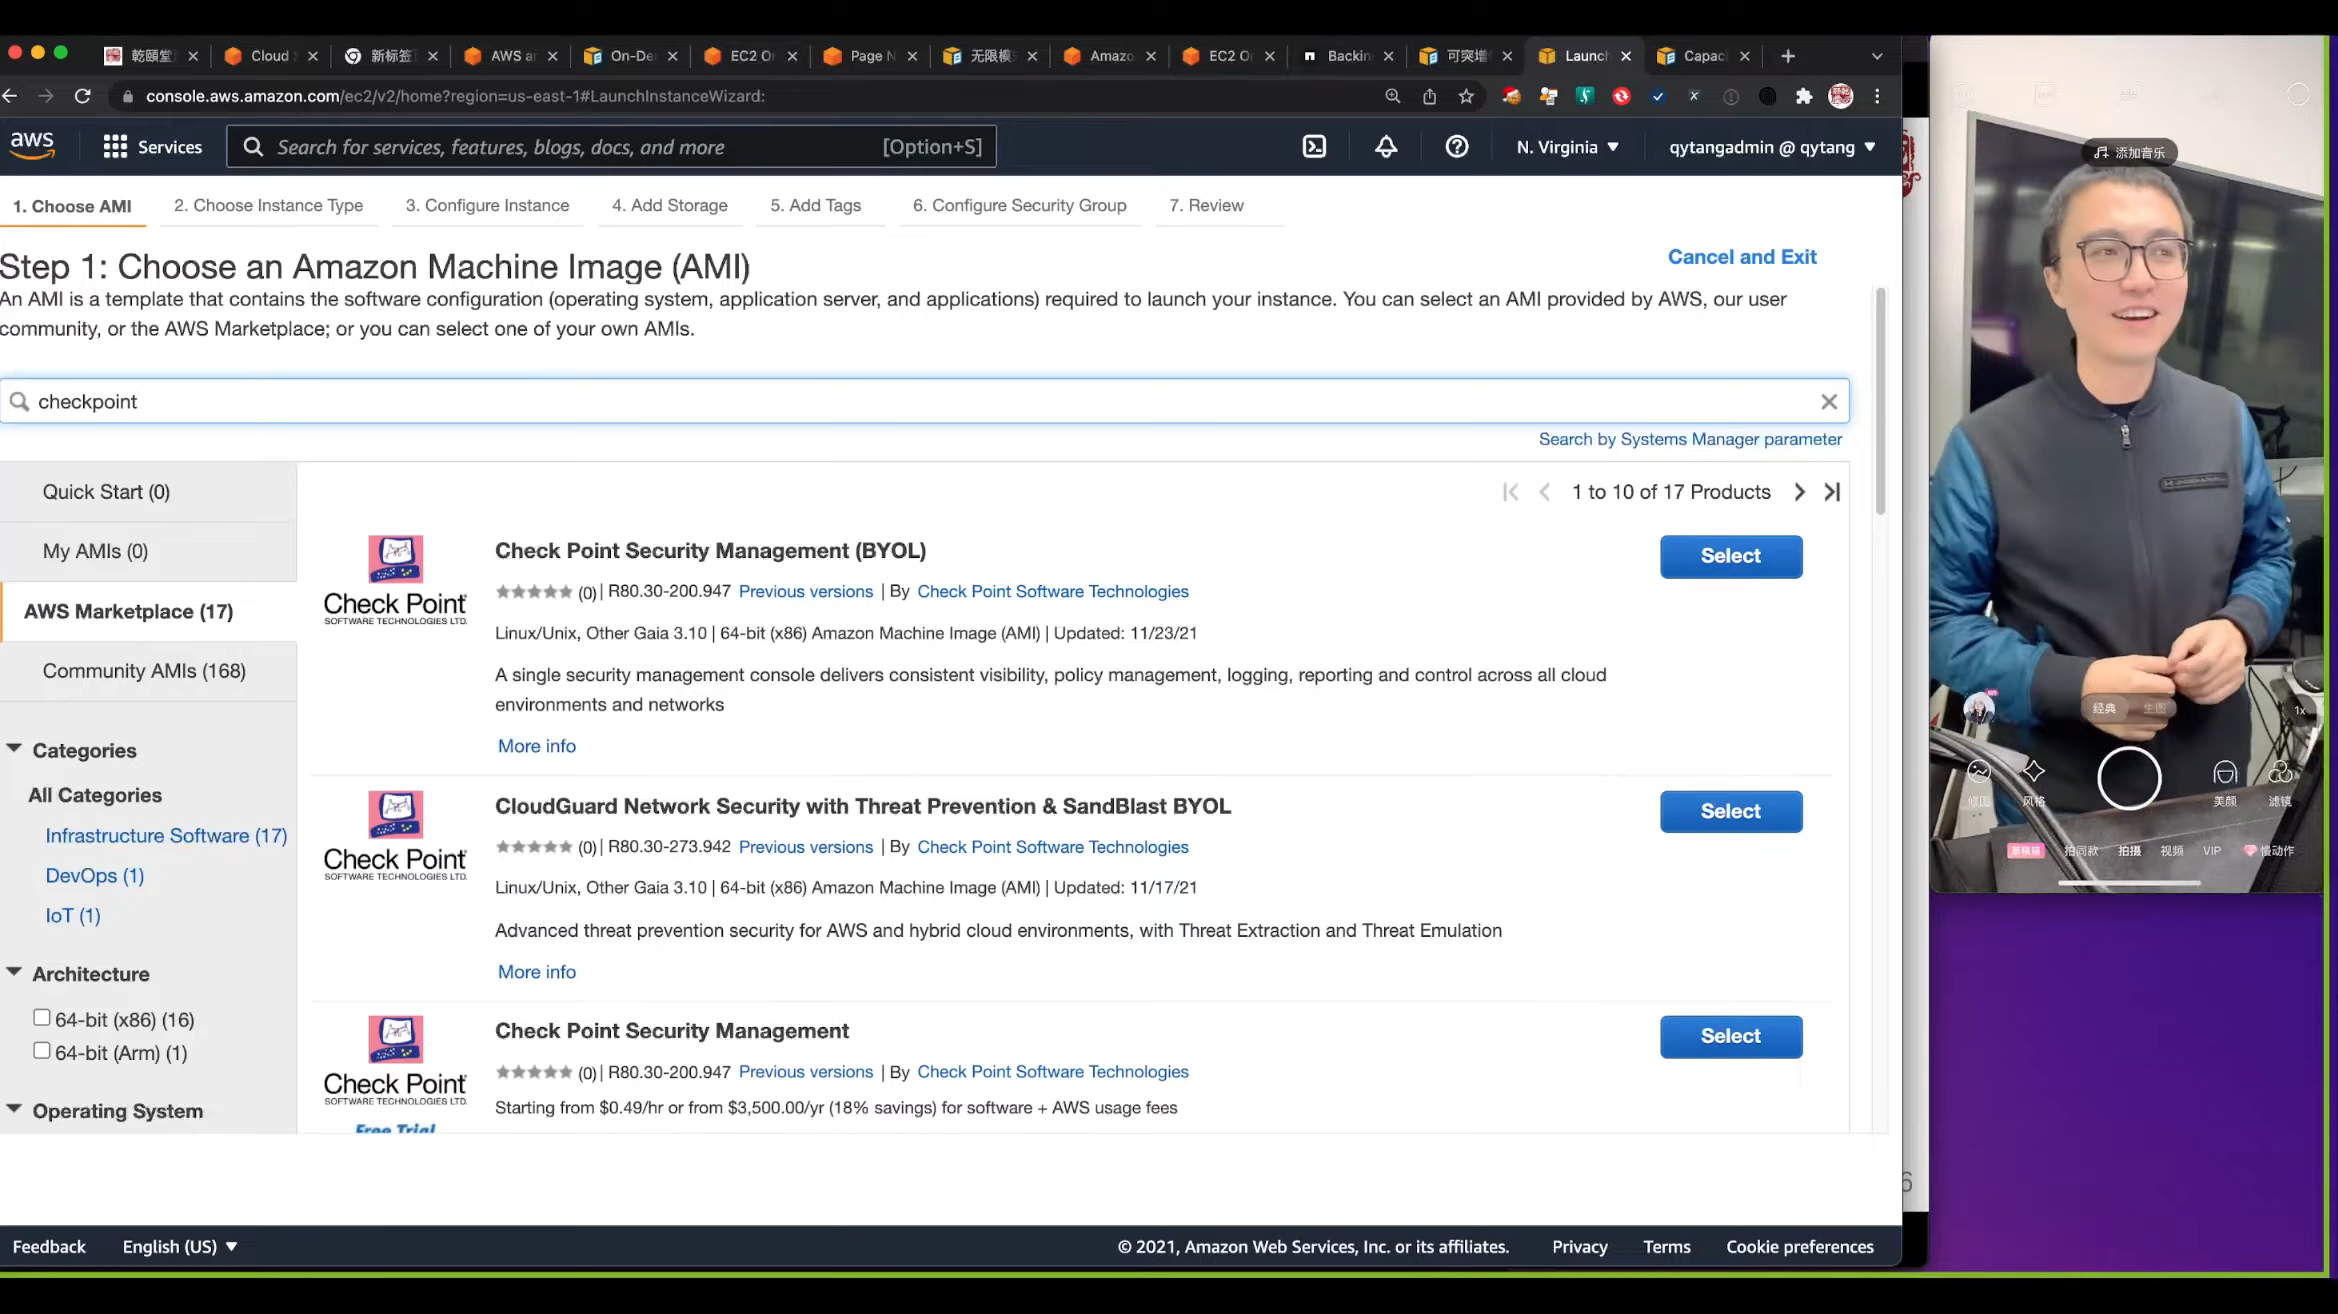 乾颐堂
Cloud
新标签
AWS a
On-De
EC2 O
Page N
无限模
Amazo
EC2 O
Backin
可突增
Launch
Capac
console.aws.amazon.com/ec2/v2/home?region=us-east-1#LaunchInstanceWizard:
aws
Services
Search for services, features, blogs, docs, and more
[Option+S]
N. Virginia
qytangadmin @ qytang
1. Choose AMI
2. Choose Instance Type
3. Configure Instance
4. Add Storage
5. Add Tags
6. Configure Security Group
7. Review
Step 1: Choose an Amazon Machine Image (AMI)
Cancel and Exit
An AMI is a template that contains the software configuration (operating system, application server, and applications) required to launch your instance. You can select an AMI provided by AWS, our user
community, or the AWS Marketplace; or you can select one of your own AMIs.
checkpoint
Search by Systems Manager parameter
Quick Start (0)
My AMIs (0)
AWS Marketplace (17)
Community AMIs (168)
Categories
All Categories
Infrastructure Software (17)
DevOps (1)
IoT (1)
Architecture
64-bit (x86) (16)
64-bit (Arm) (1)
Operating System
1 to 10 of 17 Products
Check Point
SOFTWARE TECHNOLOGIES LTD.
Check Point Security Management (BYOL)
Select
(0) | R80.30-200.947 Previous versions | By Check Point Software Technologies
Linux/Unix, Other Gaia 3.10 | 64-bit (x86) Amazon Machine Image (AMI) | Updated: 11/23/21
A single security management console delivers consistent visibility, policy management, logging, reporting and control across all cloud
environments and networks
More info
Check Point
SOFTWARE TECHNOLOGIES LTD.
CloudGuard Network Security with Threat Prevention & SandBlast BYOL
Select
(0) | R80.30-273.942 Previous versions | By Check Point Software Technologies
Linux/Unix, Other Gaia 3.10 | 64-bit (x86) Amazon Machine Image (AMI) | Updated: 11/17/21
Advanced threat prevention security for AWS and hybrid cloud environments, with Threat Extraction and Threat Emulation
More info
Check Point
SOFTWARE TECHNOLOGIES LTD.
Free Trial
Check Point Security Management
Select
(0) | R80.30-200.947 Previous versions | By Check Point Software Technologies
Starting from $0.49/hr or from $3,500.00/yr (18% savings) for software + AWS usage fees
Feedback
English (US)
© 2021, Amazon Web Services, Inc. or its affiliates.
Privacy
Terms
Cookie preferences
6
添加音乐
经典
生图
1x
修图
风格
美颜
滤镜
草稿箱
拍同款
拍摄
视频
VIP
慢动作